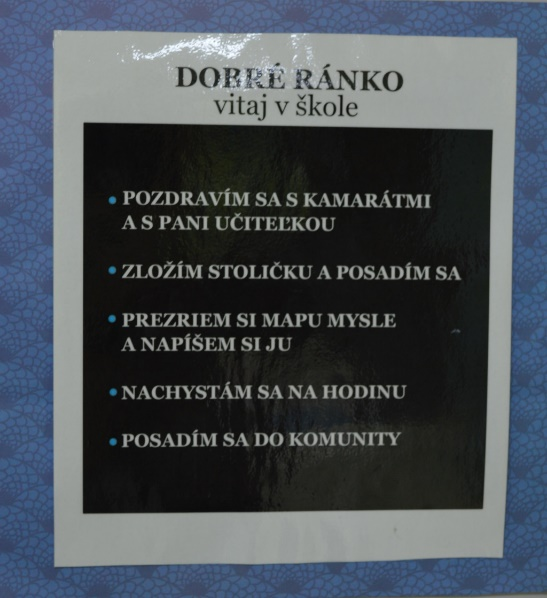 DOBRÉ RÁNKO
vitaj v škole
• POZDRAVÍM SA S KAMARÁTMI
A S PANI UČITEĽKOU
• ZLOŽÍM STOLIČKU A POSADÍM SA
• PREZRIEM SI MAPU MYSLE
A NAPÍŠEM SI JU
• NACHYSTÁM SA NA HODINU
• POSADÍM SA DO KOMUNITY